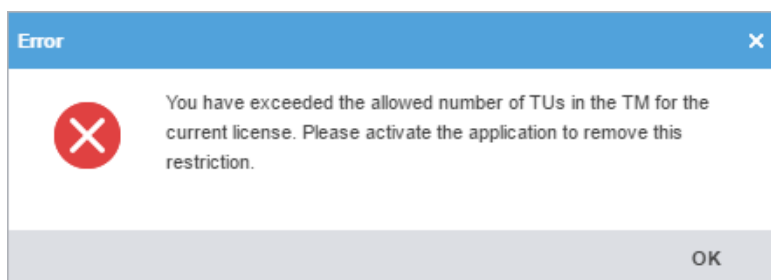 Error
You have exceeded the allowed number of TUs in the TM for the
current license. Please activate the application to remove this
restriction.
OK